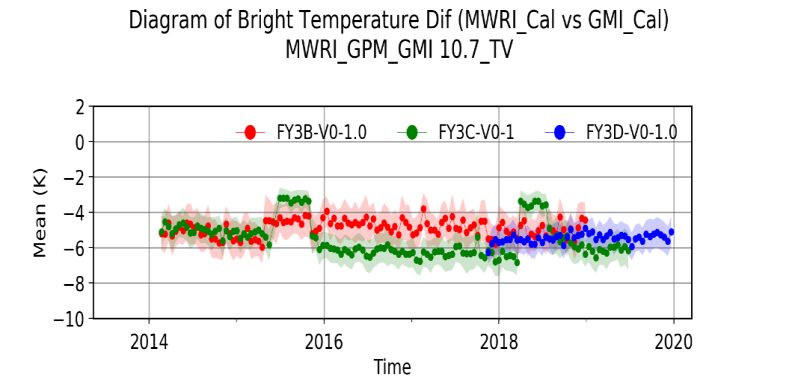 Diagram of Bright Temperature Dif (MWRI_Cal vs GMI_Cal)
MWRI_GPM_GMI 10.7_TV
FY3B-V0-1.0 FY3C-V0-1 FY3D-V0-1.0
Mean (K)
2
0
−2
−4
−6
−8
−10
2014 2016 2018 2020
Time